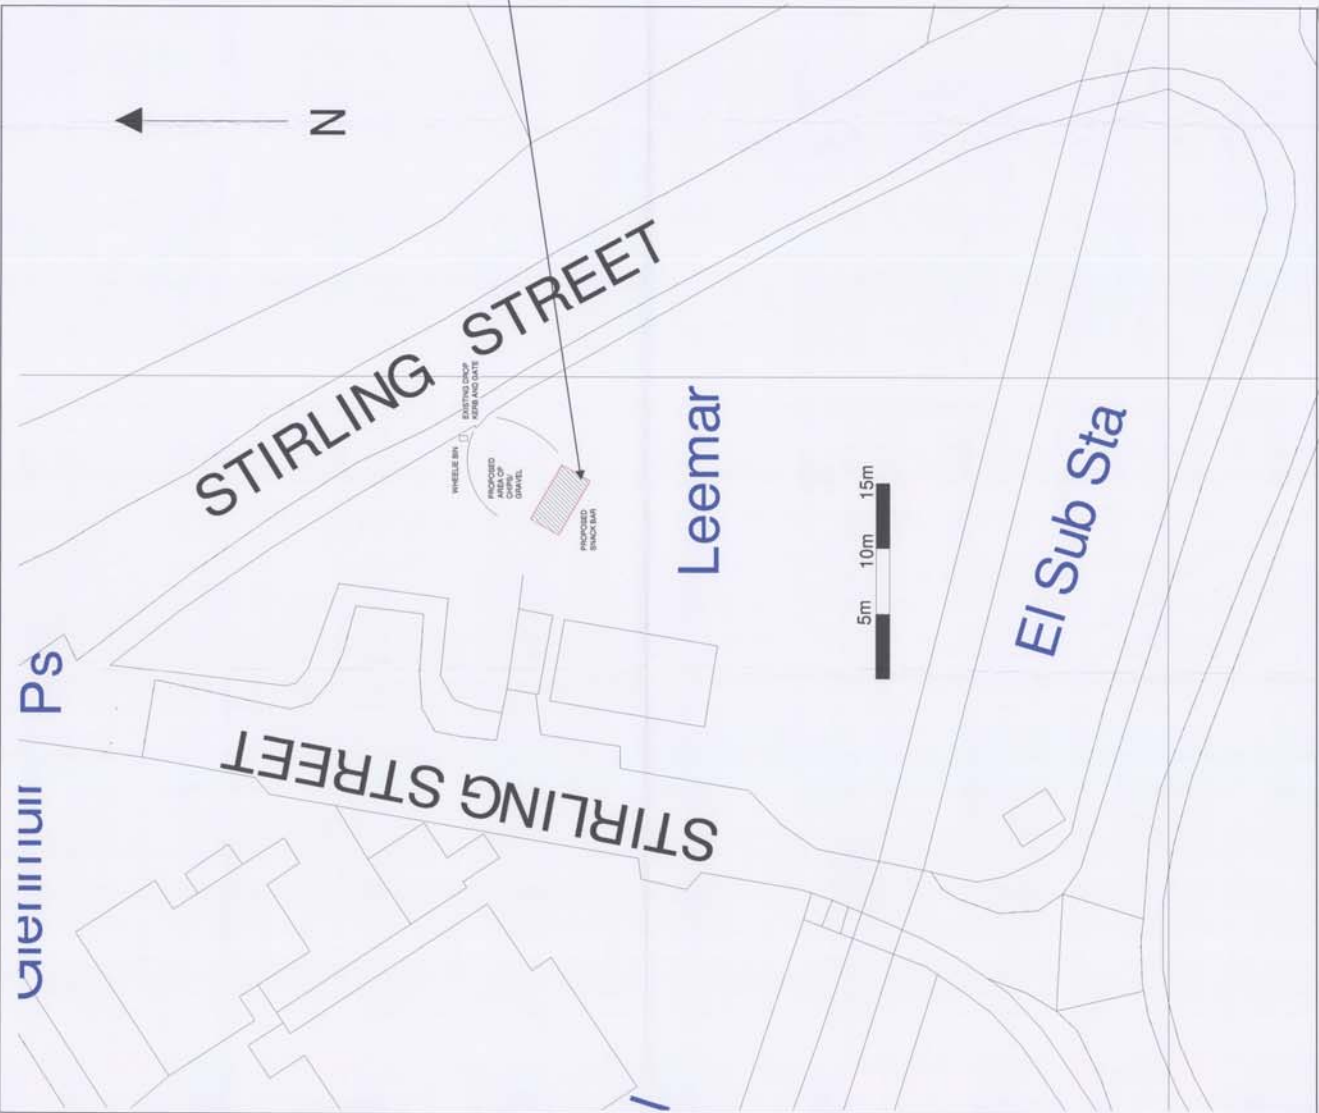 Glenmuir
Ps
N
STIRLING STREET
STIRLING STREET
WHEELIE BIN
EXISTING DROP
KERB AND GATE
PROPOSED
AREA OF
CHIPS/
GRAVEL
PROPOSED
SNACK BAR
Leemar
5m 10m 15m
El Sub Sta